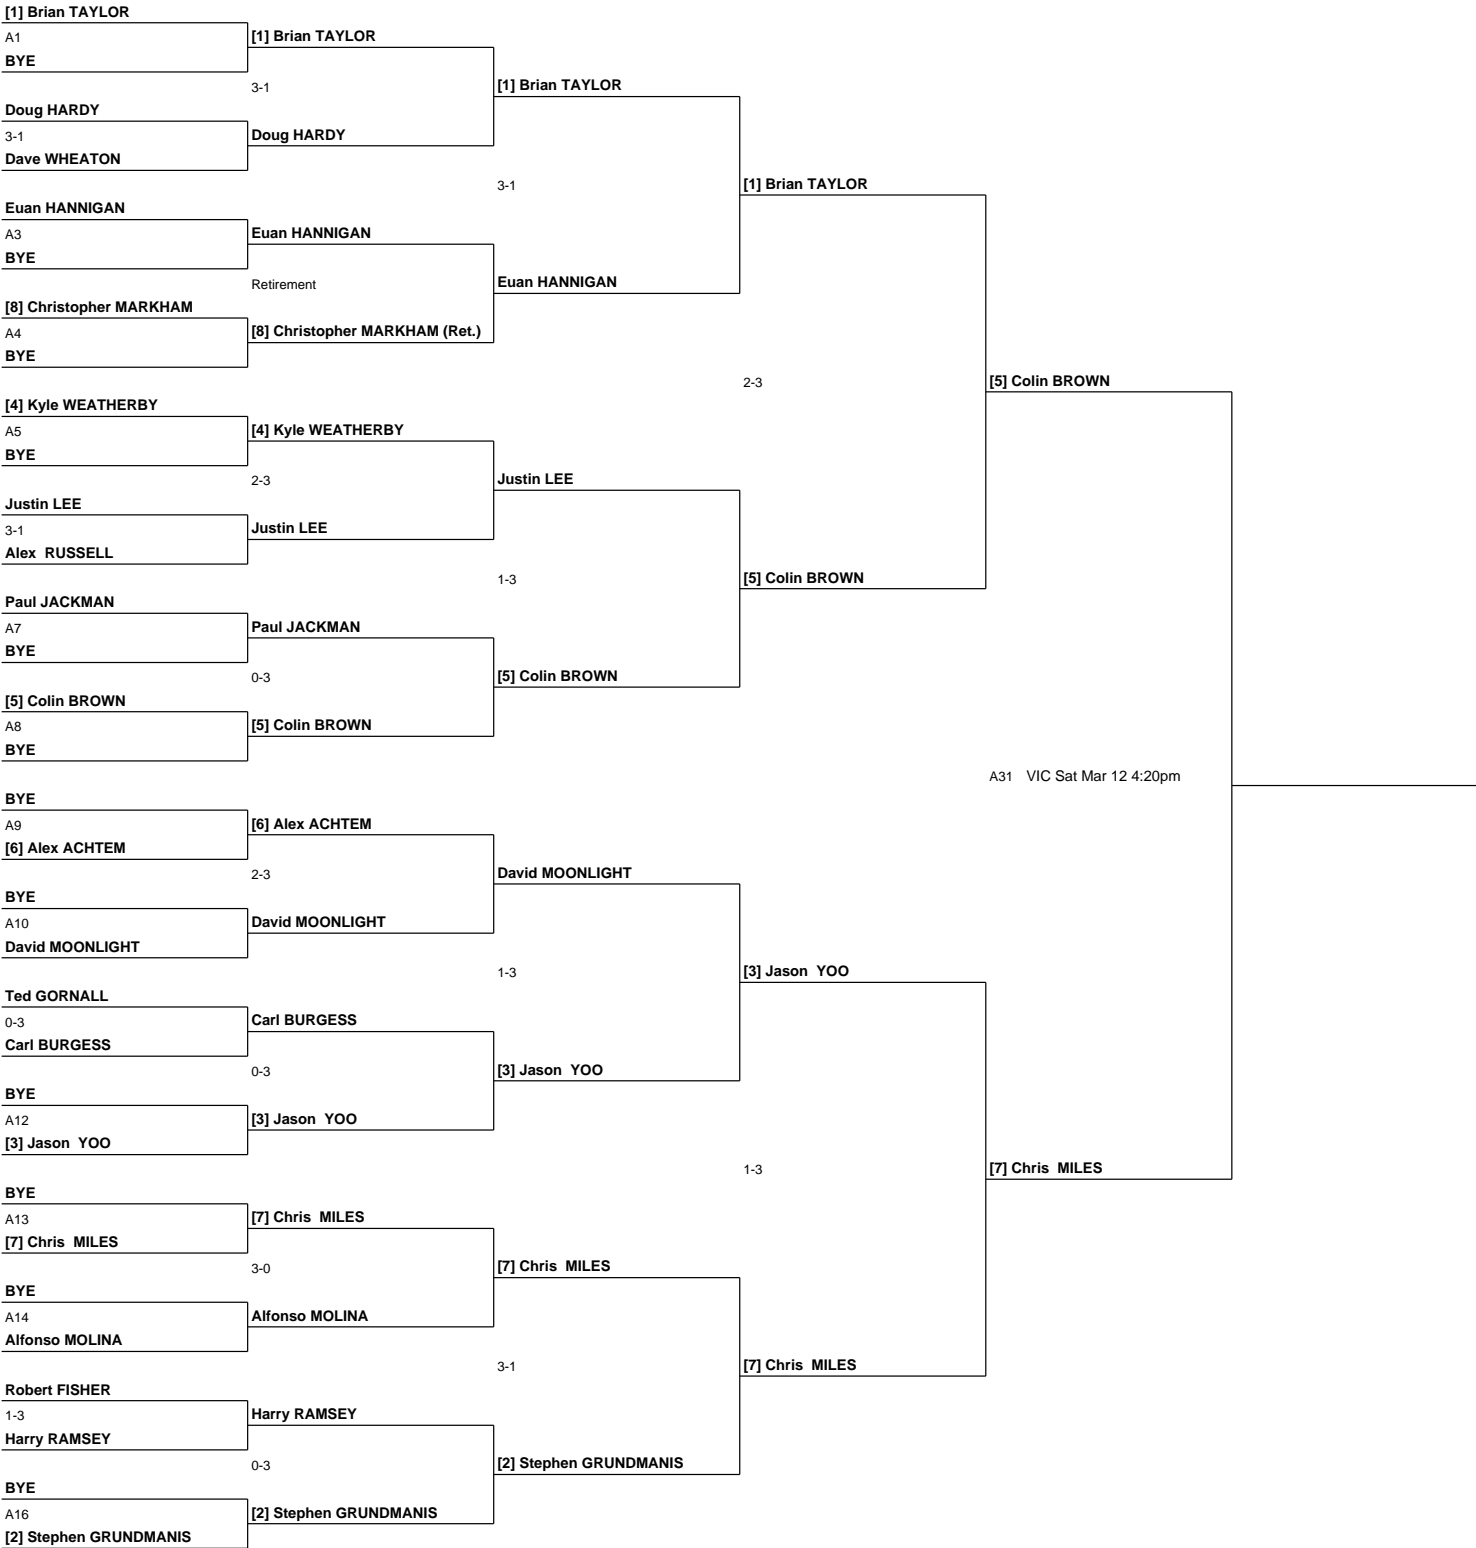 [1] Brian TAYLOR
A1
BYE
[1] Brian TAYLOR
3-1
Doug HARDY
3-1
Dave WHEATON
Doug HARDY
[1] Brian TAYLOR
3-1
Euan HANNIGAN
A3
BYE
Euan HANNIGAN
Retirement
[8] Christopher MARKHAM
A4
BYE
[8] Christopher MARKHAM (Ret.)
Euan HANNIGAN
[1] Brian TAYLOR
2-3
[4] Kyle WEATHERBY
A5
BYE
[4] Kyle WEATHERBY
2-3
Justin LEE
3-1
Alex RUSSELL
Justin LEE
Justin LEE
1-3
Paul JACKMAN
A7
BYE
Paul JACKMAN
0-3
[5] Colin BROWN
A8
BYE
[5] Colin BROWN
[5] Colin BROWN
[5] Colin BROWN
[5] Colin BROWN
A31 VIC Sat Mar 12 4:20pm
BYE
A9
[6] Alex ACHTEM
[6] Alex ACHTEM
2-3
BYE
A10
David MOONLIGHT
David MOONLIGHT
David MOONLIGHT
1-3
Ted GORNALL
0-3
Carl BURGESS
Carl BURGESS
0-3
BYE
A12
[3] Jason YOO
[3] Jason YOO
[3] Jason YOO
[3] Jason YOO
1-3
[7] Chris MILES
BYE
A13
[7] Chris MILES
[7] Chris MILES
3-0
BYE
A14
Alfonso MOLINA
Alfonso MOLINA
[7] Chris MILES
3-1
[7] Chris MILES
Robert FISHER
1-3
Harry RAMSEY
Harry RAMSEY
0-3
BYE
A16
[2] Stephen GRUNDMANIS
[2] Stephen GRUNDMANIS
[2] Stephen GRUNDMANIS